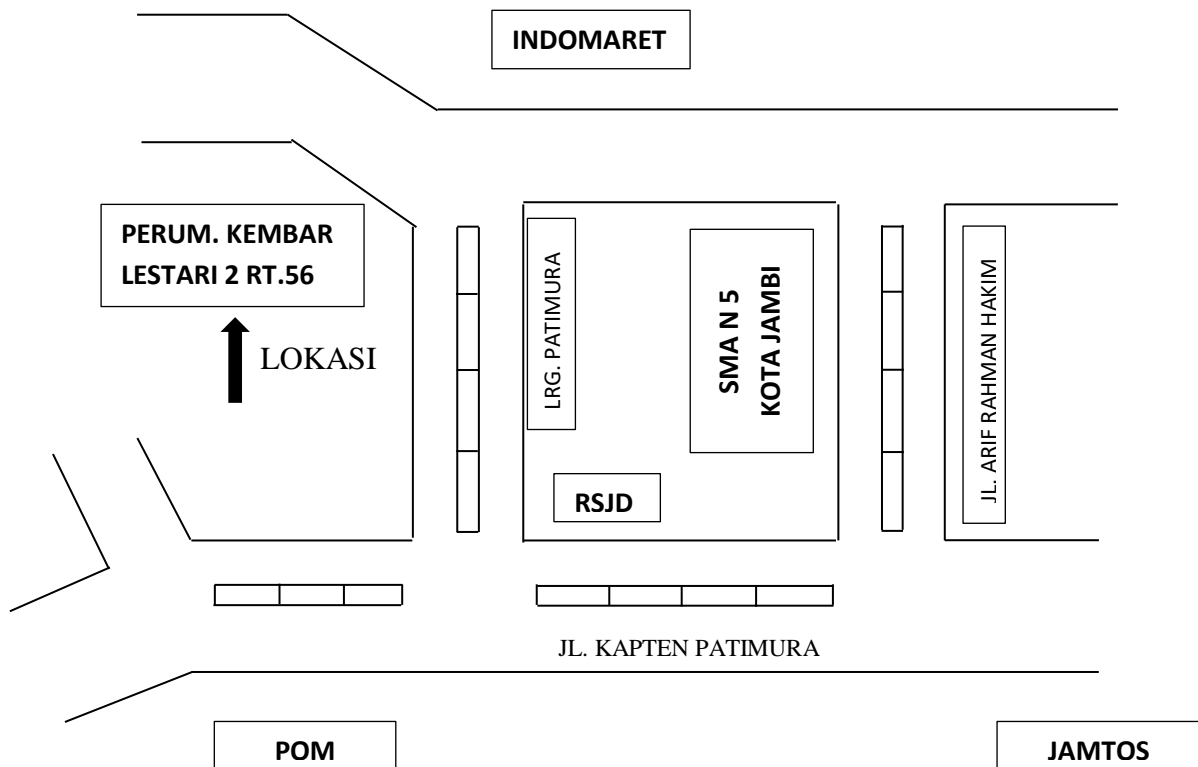 INDOMARET
PERUM. KEMBAR
LESTARI 2 RT.56
LOKASI
LRG. PATIMURA
SMA N 5
KOTA JAMBI
JL. ARIF RAHMAN HAKIM
RSJD
JL. KAPTEN PATIMURA
POM
JAMTOS